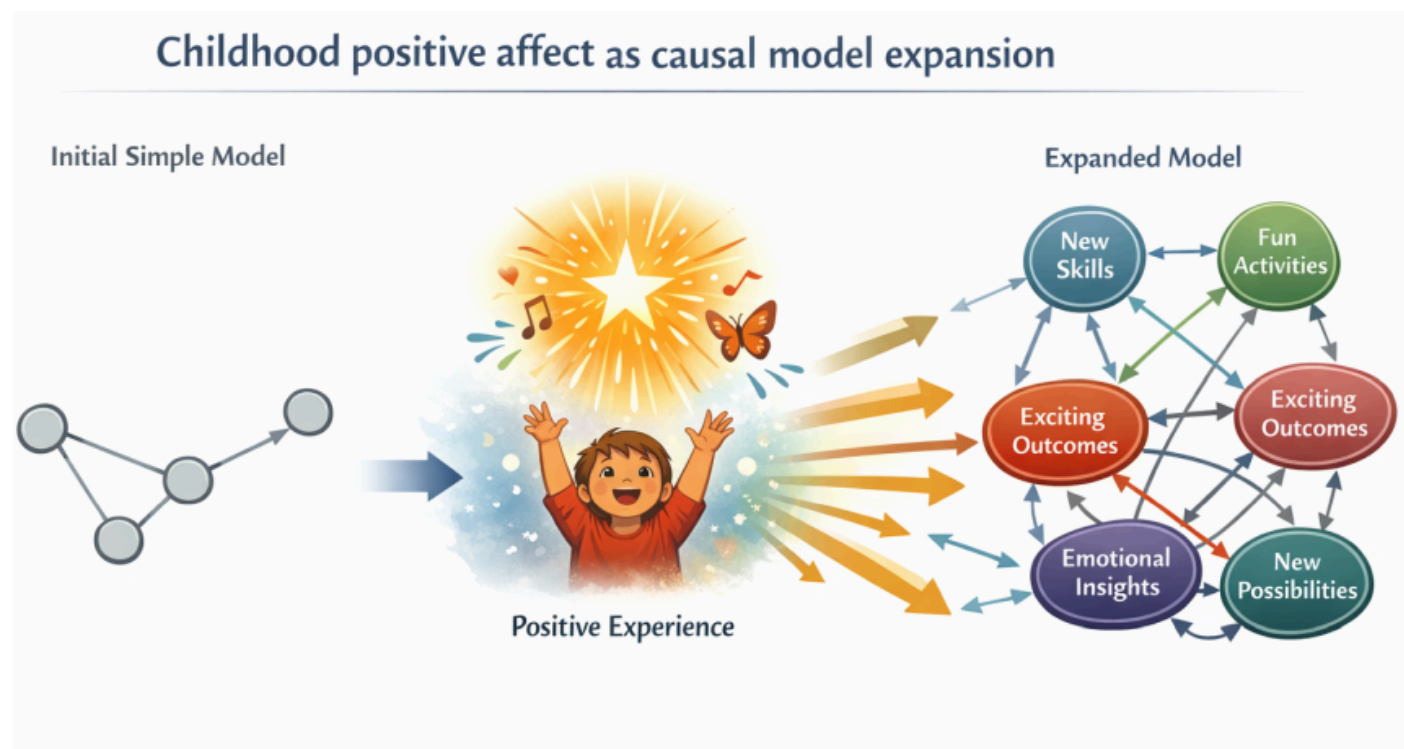 Childhood positive affect as causal model expansion
Initial Simple Model
Expanded Model
New
Skills
Fun
Activities
Exciting
Outcomes
Exciting
Outcomes
Emotional
Insights
New
Possibilities
Positive Experience